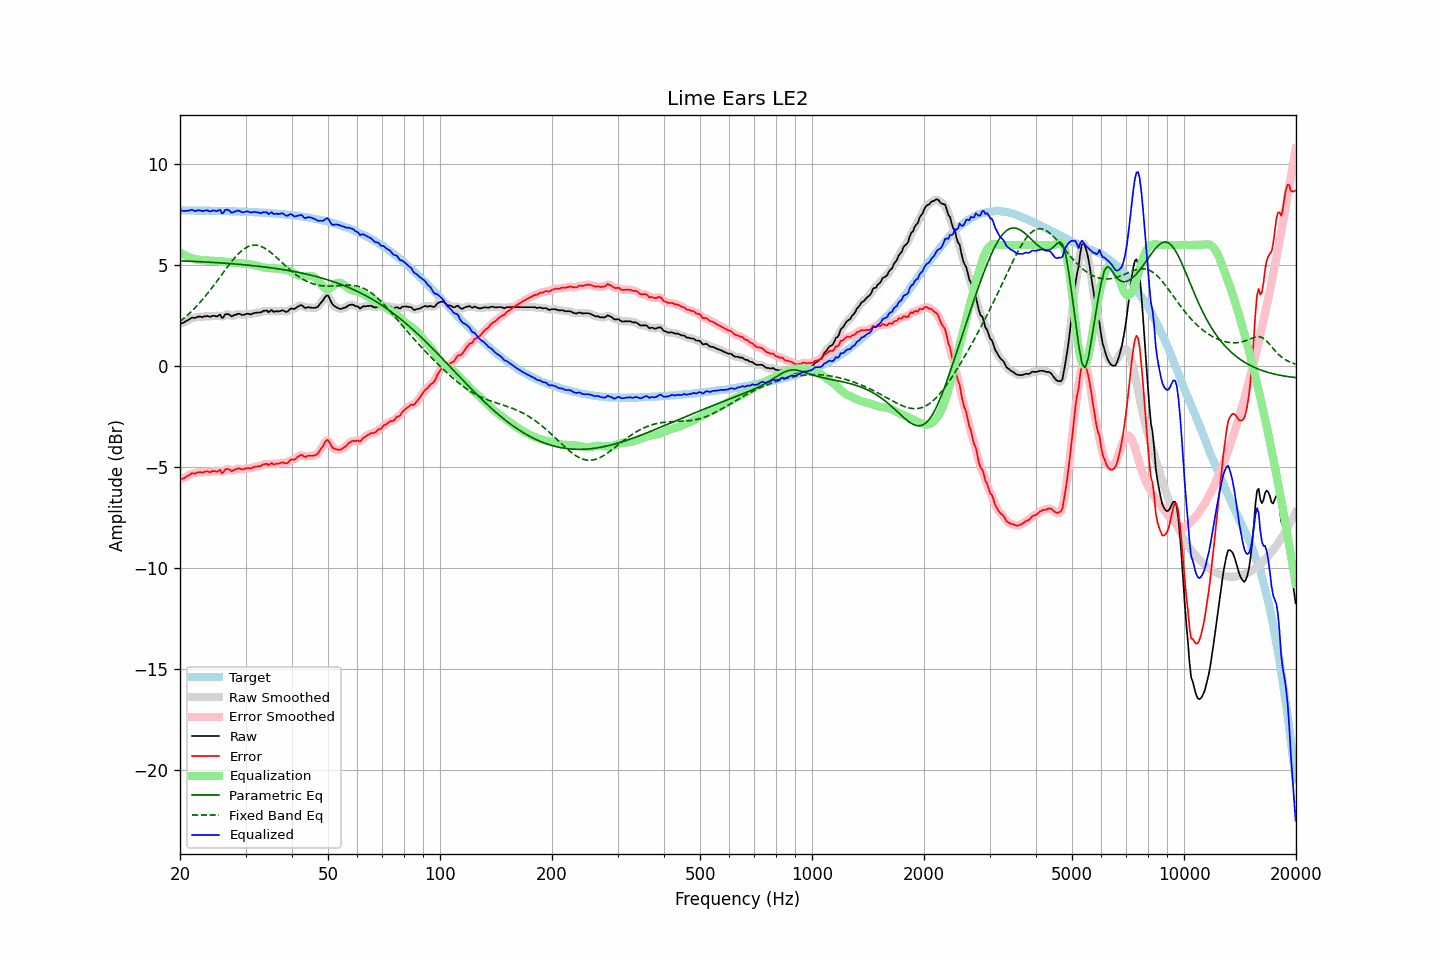 Lime Ears LE2
Amplitude (dBr)
10
5
0
−5
−10
−15
−20
Target
Raw Smoothed
Error Smoothed
Raw
Error
Equalization
Parametric Eq
Fixed Band Eq
Equalized
20 50 100 200 500 1000 2000 5000 10000 20000
Frequency (Hz)